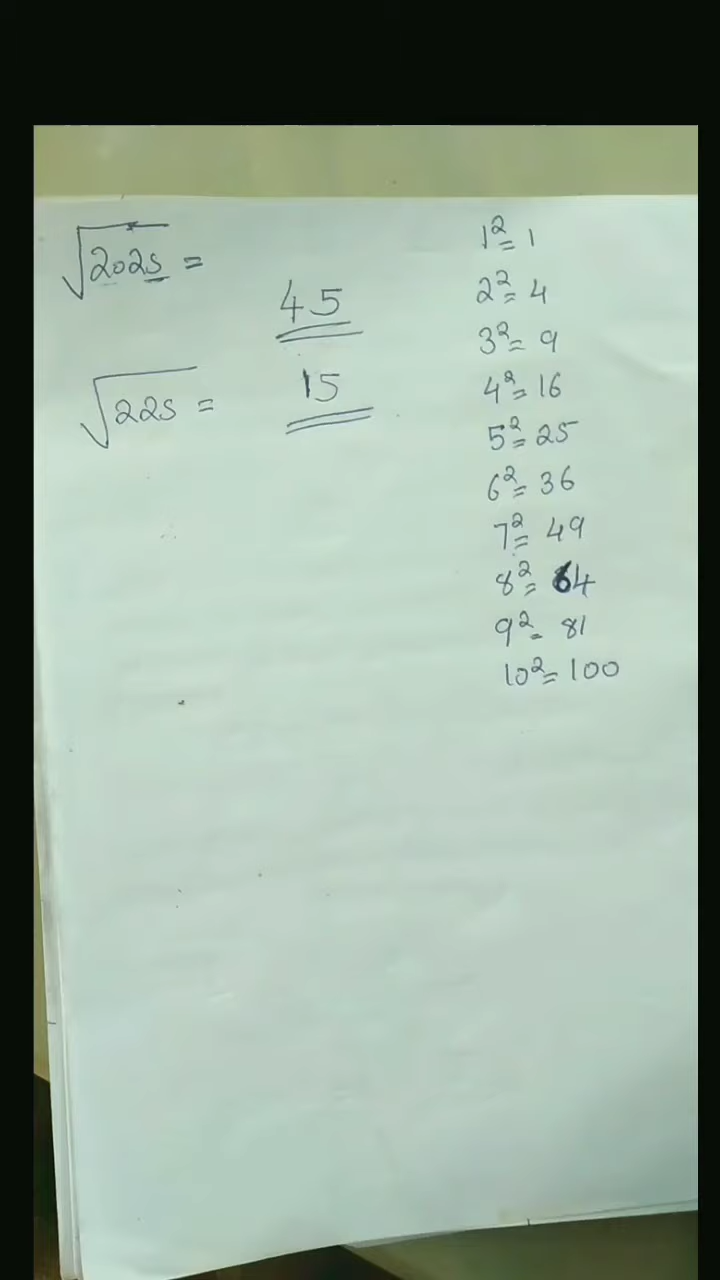 √2025 = 45
√225 = 15
1² = 1
2² = 4
3² = 9
4² = 16
5² = 25
6² = 36
7² = 49
8² = 64
9² = 81
10² = 100